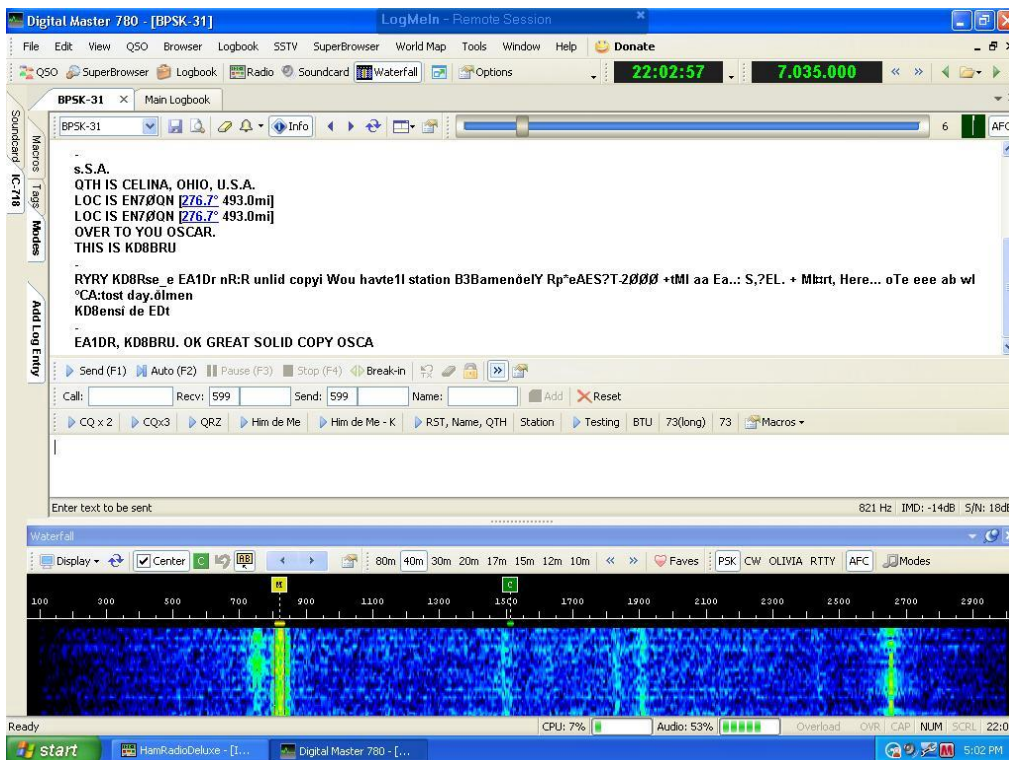 Digital Master 780 - [BPSK-31]
LogMeIn - Remote Session
File Edit View QSO Browser Logbook SSTV SuperBrowser World Map Tools Window Help Donate
QSO SuperBrowser Logbook Radio Soundcard Waterfall Options 22:02:57 7.035.000
BPSK-31 Main Logbook
Soundcard
IC-718
Macros
Tags
Modes
Add Log Entry
BPSK-31 Info 6 AFC
-
s.S.A.
QTH IS CELINA, OHIO, U.S.A.
LOC IS EN7ØQN [276.7° 493.0mi]
LOC IS EN7ØQN [276.7° 493.0mi]
OVER TO YOU OSCAR.
THIS IS KD8BRU
-
RYRY KD8Rse_e EA1Dr nR:R unlid copyi Wou havte1l station B3BamenðelY Rp*eAES?T-2ØØØ aa Ea..: S,?EL. + Here... oTe eee ab wl
°CA:tost day.ðlmen
KD8ensî de EDt
-
EA1DR, KD8BRU. OK GREAT SOLID COPY OSCA
Send (F1) Auto (F2) Pause (F3) Stop (F4) Break-in
Call: Recv: 599 Send: 599 Name: Add Reset
CQ x 2 CQx3 QRZ Him de Me Him de Me - K RST, Name, QTH Station Testing BTU 73(long) 73 Macros
Enter text to be sent 821 Hz IMD: -14dB S/N: 18dB
Waterfall
Display Center C AB 80m 40m 30m 20m 17m 15m 12m 10m Faves PSK CW OLIVIA RTTY AFC Modes
C
100 300 500 700 900 1100 1300 1500 1700 1900 2100 2300 2500 2700 2900
Ready CPU: 7% Audio: 53% Overload OVR CAP NUM SCRL 22:0
start HamRadioDeluxe - [I... Digital Master 780 - [... 5:02 PM